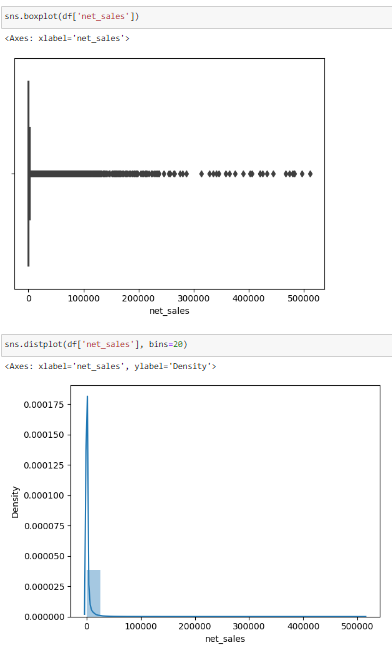 sns.boxplot(df['net_sales'])
<Axes: xlabel='net_sales'>
0 100000 200000 300000 400000 500000
net_sales
sns.distplot(df['net_sales'], bins=20)
<Axes: xlabel='net_sales', ylabel='Density'>
0.000175
0.000150
0.000125
0.000100
0.000075
0.000050
0.000025
0.000000
Density
0 100000 200000 300000 400000 500000
net_sales